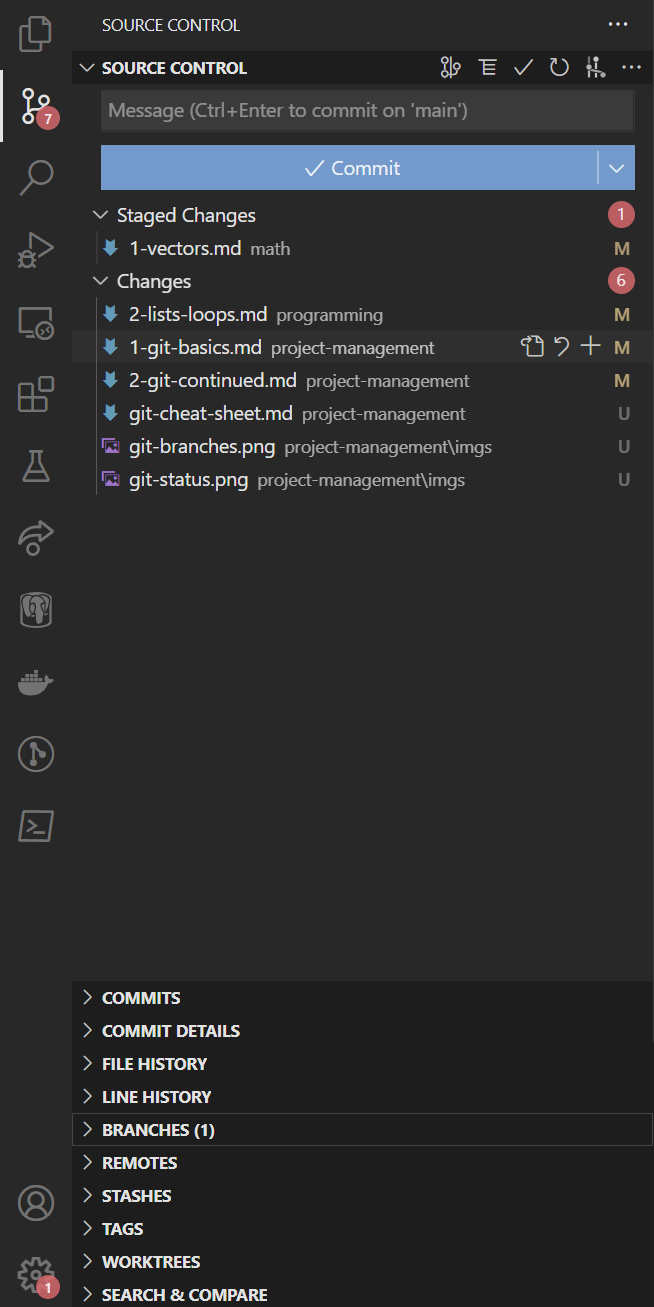 SOURCE CONTROL
SOURCE CONTROL
7
Message (Ctrl+Enter to commit on 'main')
Commit
Staged Changes 1
1-vectors.md math M
Changes 6
2-lists-loops.md programming M
1-git-basics.md project-management M
2-git-continued.md project-management M
git-cheat-sheet.md project-management U
git-branches.png project-management\imgs U
git-status.png project-management\imgs U
COMMITS
COMMIT DETAILS
FILE HISTORY
LINE HISTORY
BRANCHES (1)
REMOTES
STASHES
TAGS
WORKTREES
1
SEARCH & COMPARE